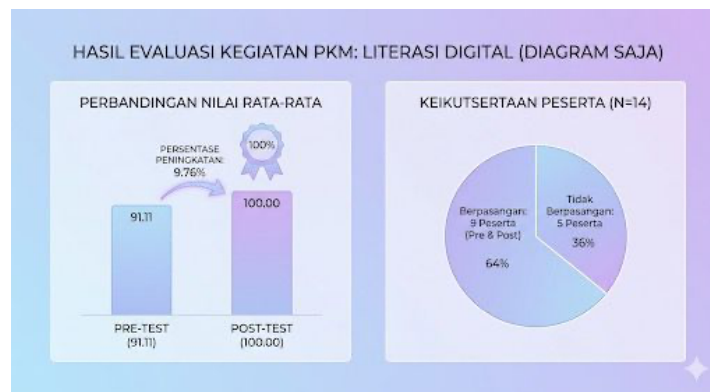 HASIL EVALUASI KEGIATAN PKM: LITERASI DIGITAL (DIAGRAM SAJA)
PERBANDINGAN NILAI RATA-RATA
PERSENTASE
PENINGKATAN:
9.76%
100%
91.11
100.00
PRE-TEST
(91.11)
POST-TEST
(100.00)
KEIKUTSERTAAN PESERTA (N=14)
Berpasangan:
9 Peserta
(Pre & Post)
64%
Tidak
Berpasangan:
5 Peserta
36%